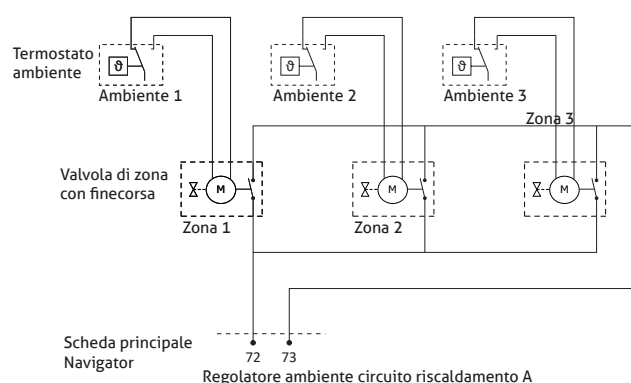 Termostato
ambiente
ϑ
ϑ
ϑ
Ambiente 1
Ambiente 2
Ambiente 3
Zona 3
Valvola di zona
con finecorsa
M
M
M
Zona 1
Zona 2
Scheda principale
Navigator
72
73
Regolatore ambiente circuito riscaldamento A